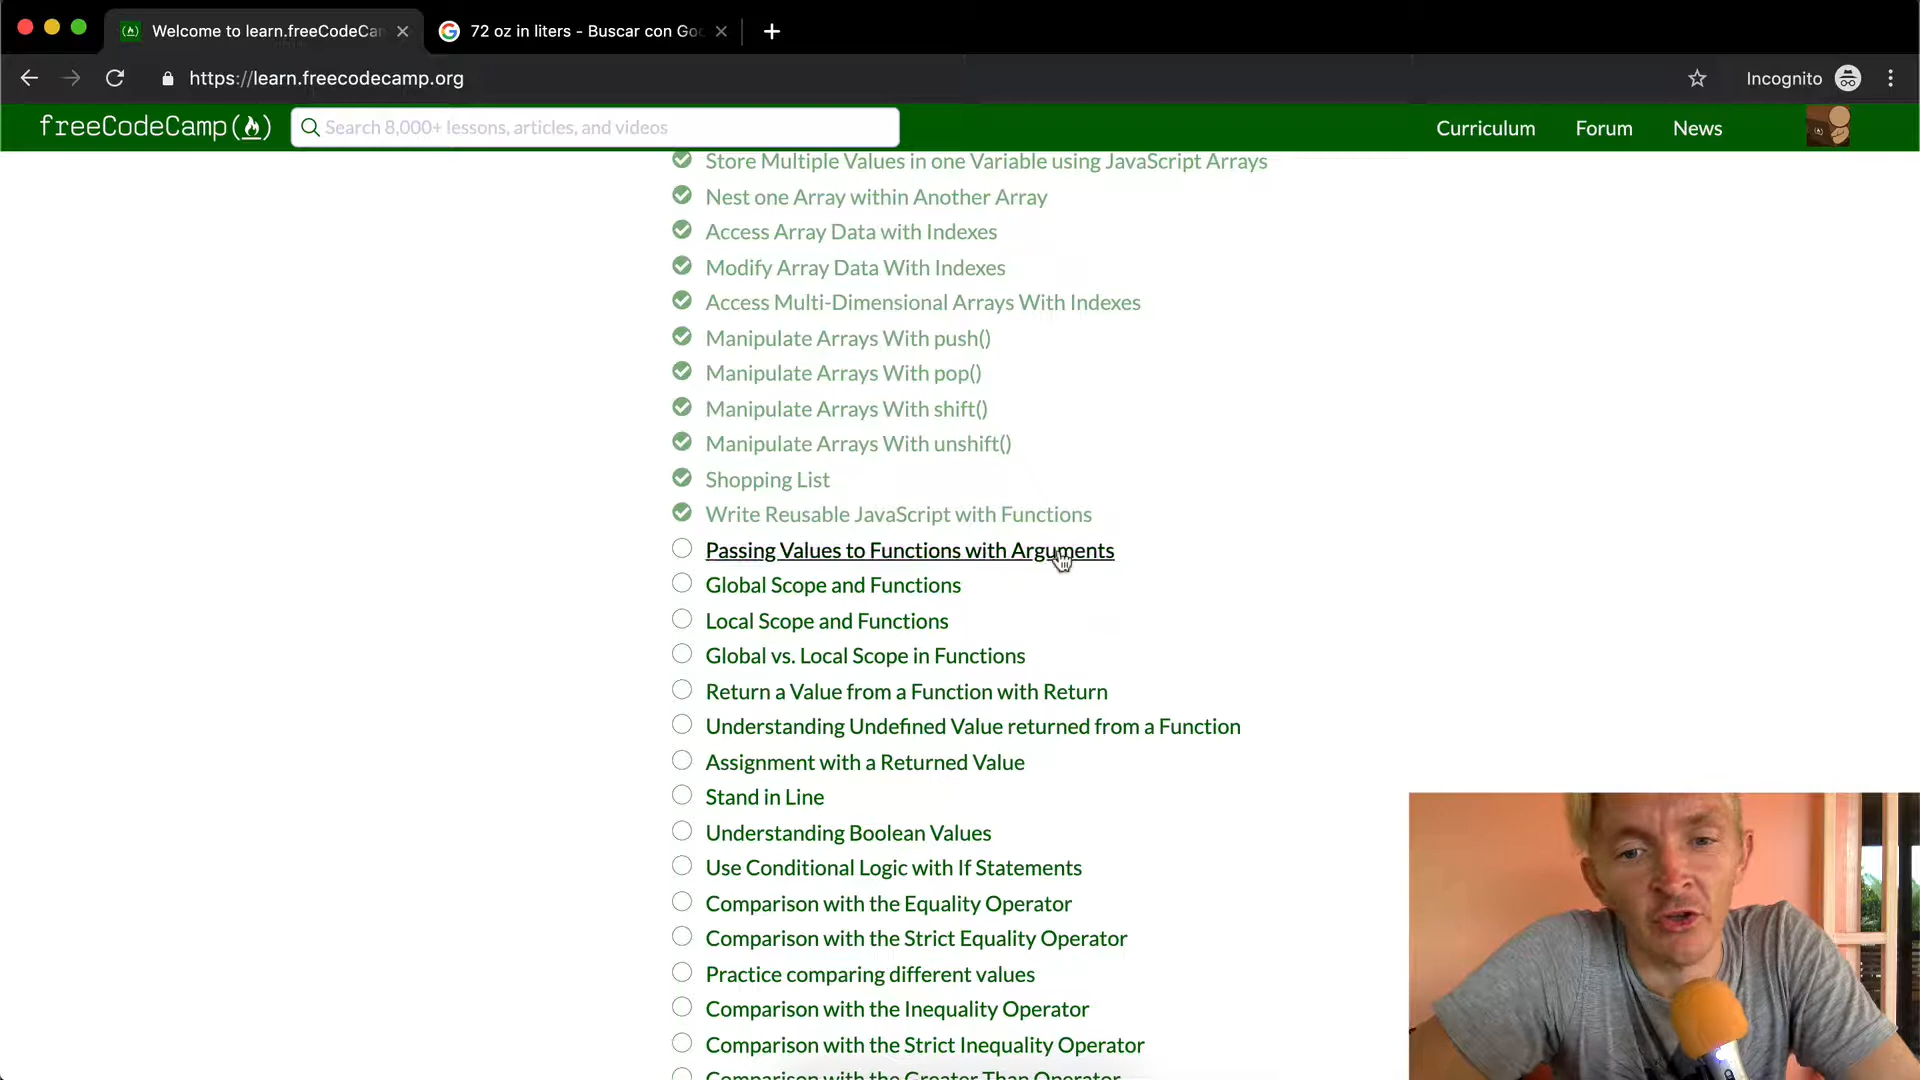 Welcome to learn.freeCodeCa
72 oz in liters - Buscar con Goo
https://learn.freecodecamp.org
Incognito
freeCodeCamp
Search 8,000+ lessons, articles, and videos
Curriculum
Forum
News
Store Multiple Values in one Variable using JavaScript Arrays
Nest one Array within Another Array
Access Array Data with Indexes
Modify Array Data With Indexes
Access Multi-Dimensional Arrays With Indexes
Manipulate Arrays With push()
Manipulate Arrays With pop()
Manipulate Arrays With shift()
Manipulate Arrays With unshift()
Shopping List
Write Reusable JavaScript with Functions
Passing Values to Functions with Arguments
Global Scope and Functions
Local Scope and Functions
Global vs. Local Scope in Functions
Return a Value from a Function with Return
Understanding Undefined Value returned from a Function
Assignment with a Returned Value
Stand in Line
Understanding Boolean Values
Use Conditional Logic with If Statements
Comparison with the Equality Operator
Comparison with the Strict Equality Operator
Practice comparing different values
Comparison with the Inequality Operator
Comparison with the Strict Inequality Operator
Comparison with the Greater Than Operator